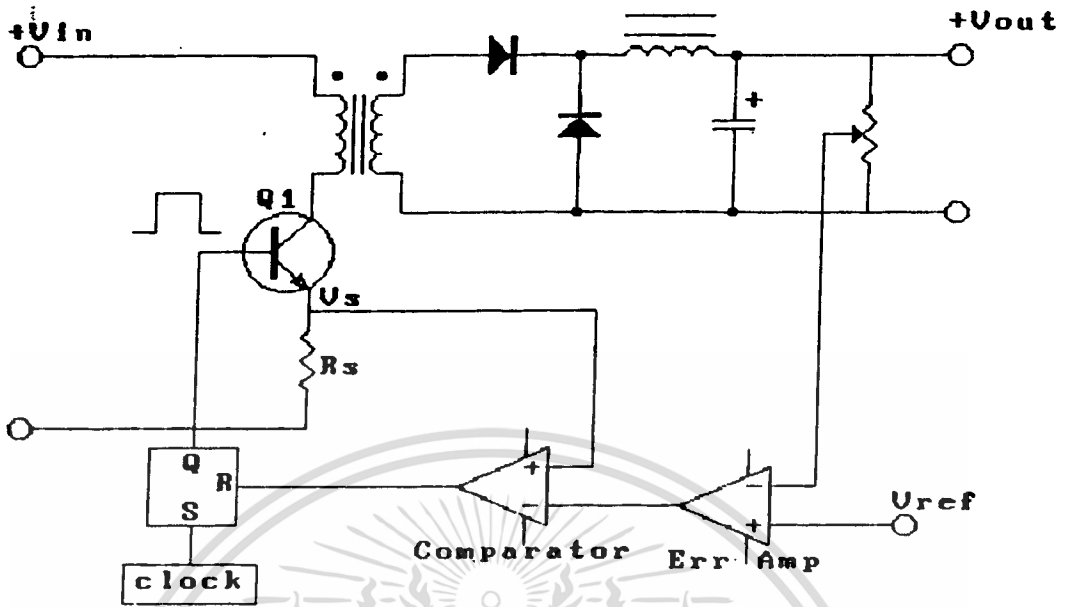 +Vin
+Vout
+
Q1
Vs
Rs
Q
R
S
clock
+
−
Comparator
−
+
Err Amp
Vref